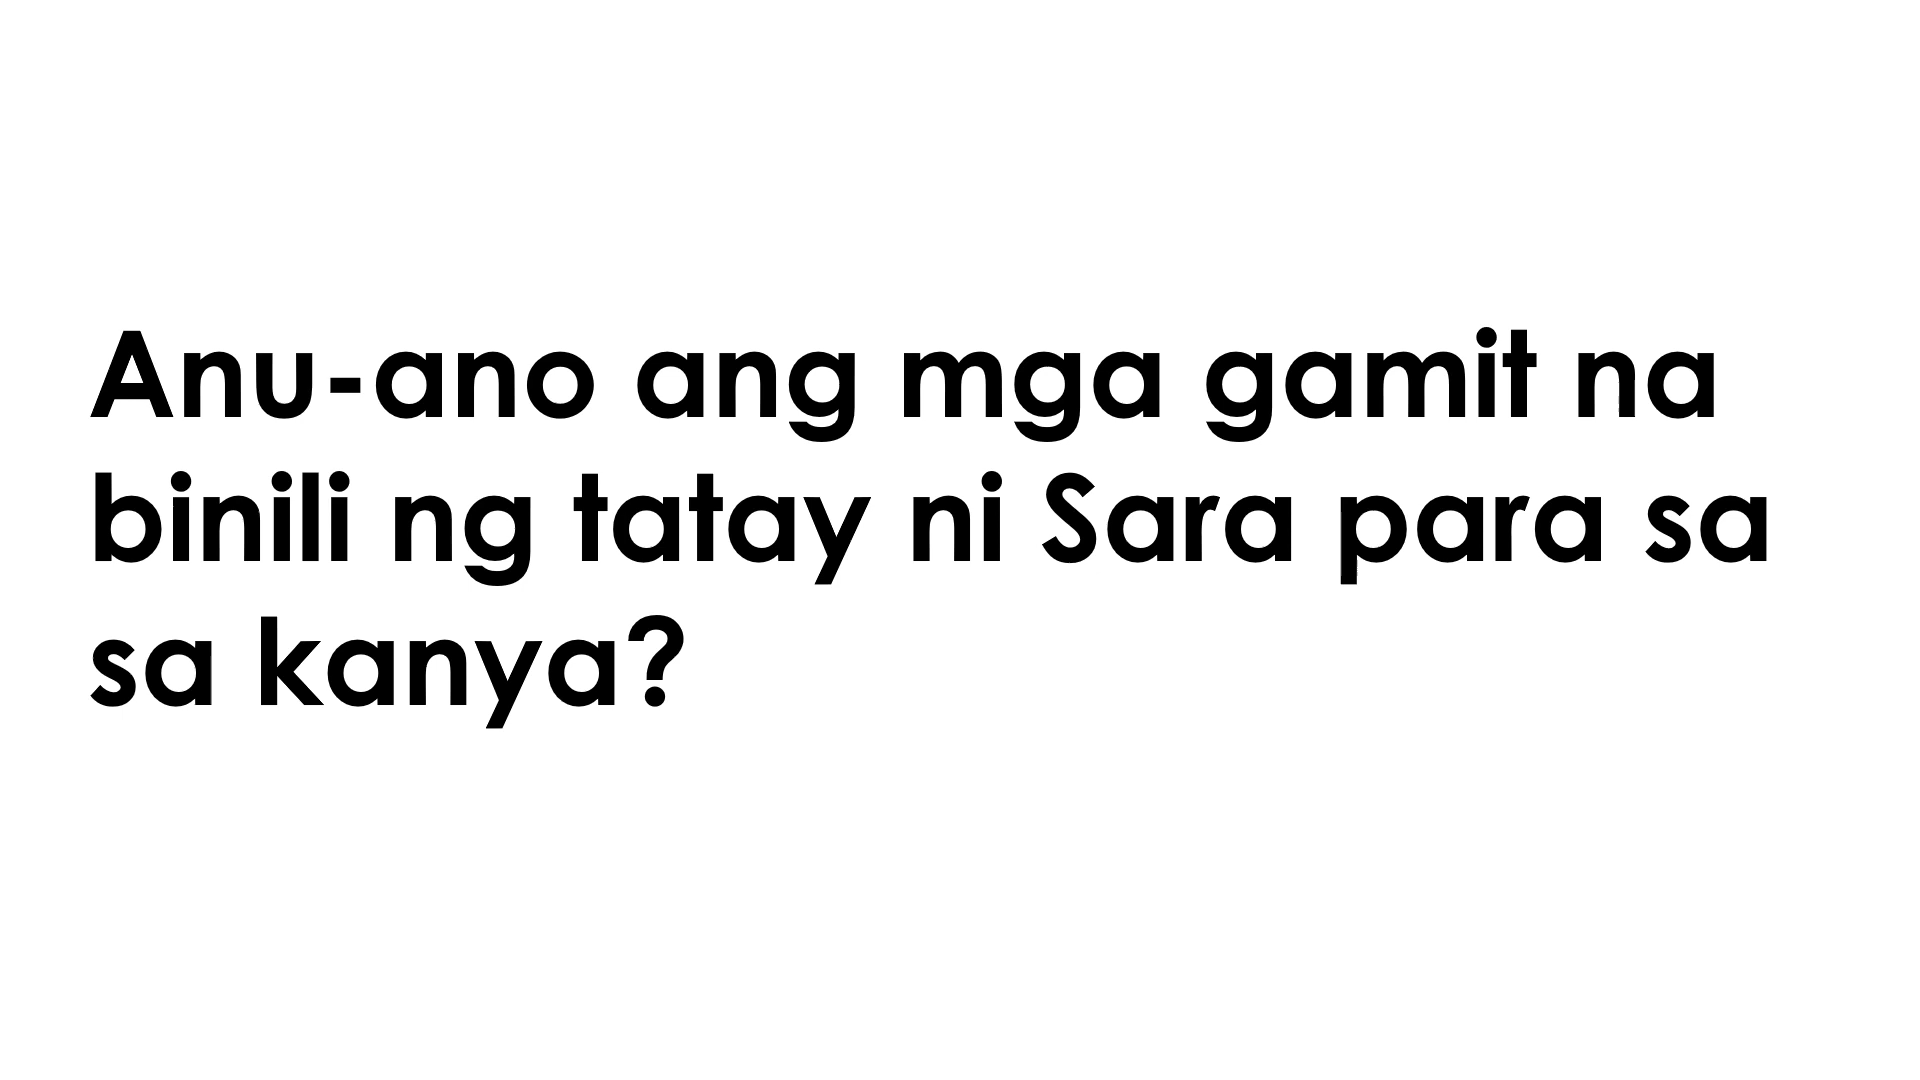 Anu-ano ang mga gamit na
binili ng tatay ni Sara para sa
sa kanya?